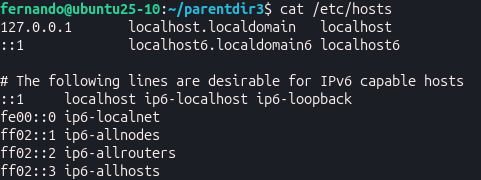 fernando@ubuntu25-10:~/parentdir3$ cat /etc/hosts
127.0.0.1       localhost.localdomain   localhost
::1             localhost6.localdomain6 localhost6

# The following lines are desirable for IPv6 capable hosts
::1     localhost ip6-localhost ip6-loopback
fe00::0 ip6-localnet
ff02::1 ip6-allnodes
ff02::2 ip6-allrouters
ff02::3 ip6-allhosts